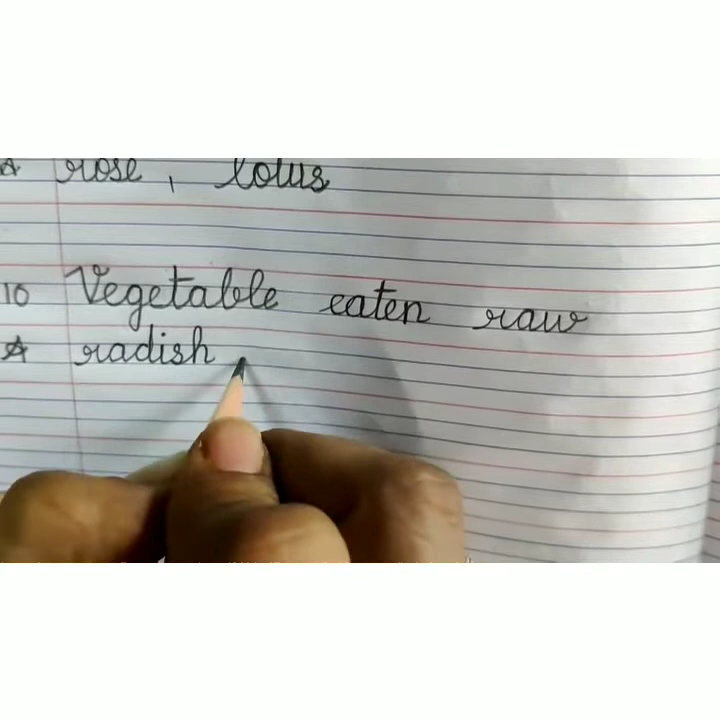 ☆ rose, lotus
10 Vegetable eaten raw
☆ radish